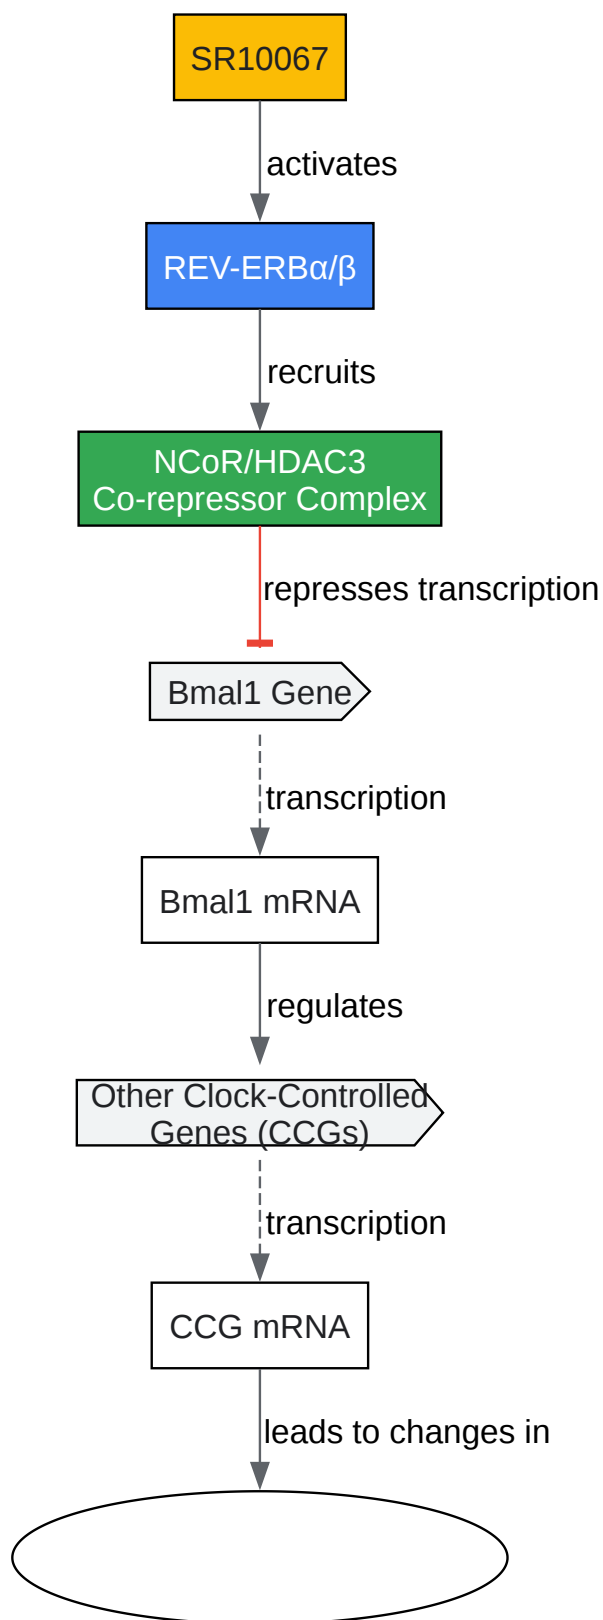 SR10067
activates
REV-ERBα/β
recruits
NCoR/HDAC3
Co-repressor Complex
represses transcription
Bmal1 Gene
transcription
Bmal1 mRNA
regulates
Other Clock-Controlled
Genes (CCGs)
transcription
CCG mRNA
leads to changes in